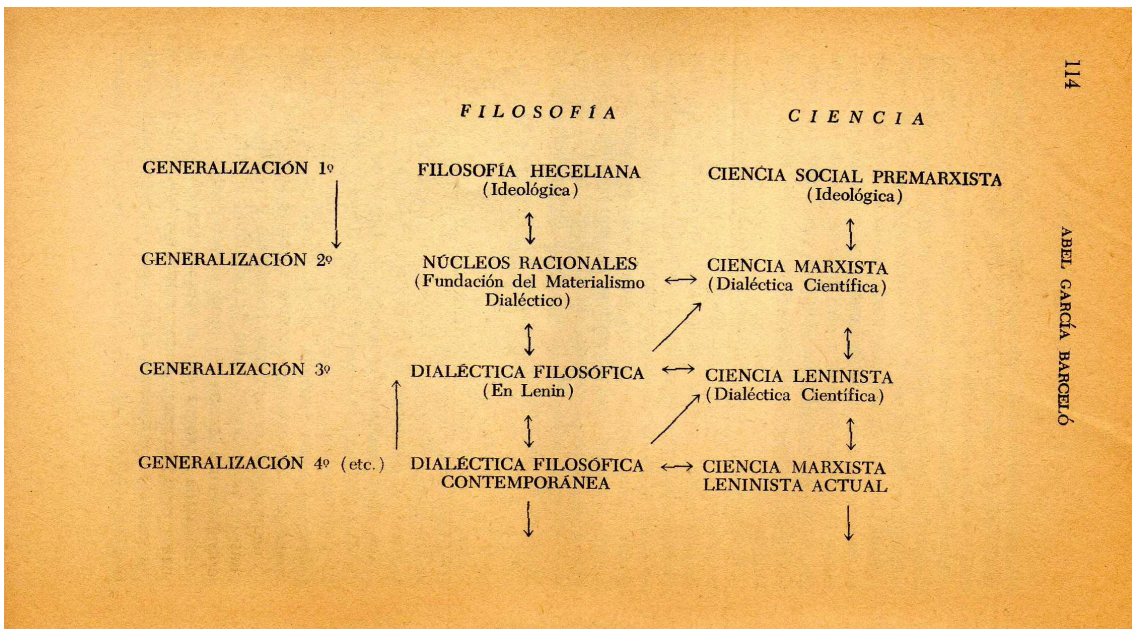 114
ABEL GARCÍA BARCELÓ
FILOSOFÍA
CIENCIA
GENERALIZACIÓN 1º
FILOSOFÍA HEGELIANA
(Ideológica)
CIENCIA SOCIAL PREMARXISTA
(Ideológica)
GENERALIZACIÓN 2º
NÚCLEOS RACIONALES
(Fundación del Materialismo
Dialéctico)
CIENCIA MARXISTA
(Dialéctica Científica)
GENERALIZACIÓN 3º
DIALÉCTICA FILOSÓFICA
(En Lenin)
CIENCIA LENINISTA
(Dialéctica Científica)
GENERALIZACIÓN 4º (etc.)
DIALÉCTICA FILOSÓFICA
CONTEMPORÁNEA
CIENCIA MARXISTA
LENINISTA ACTUAL